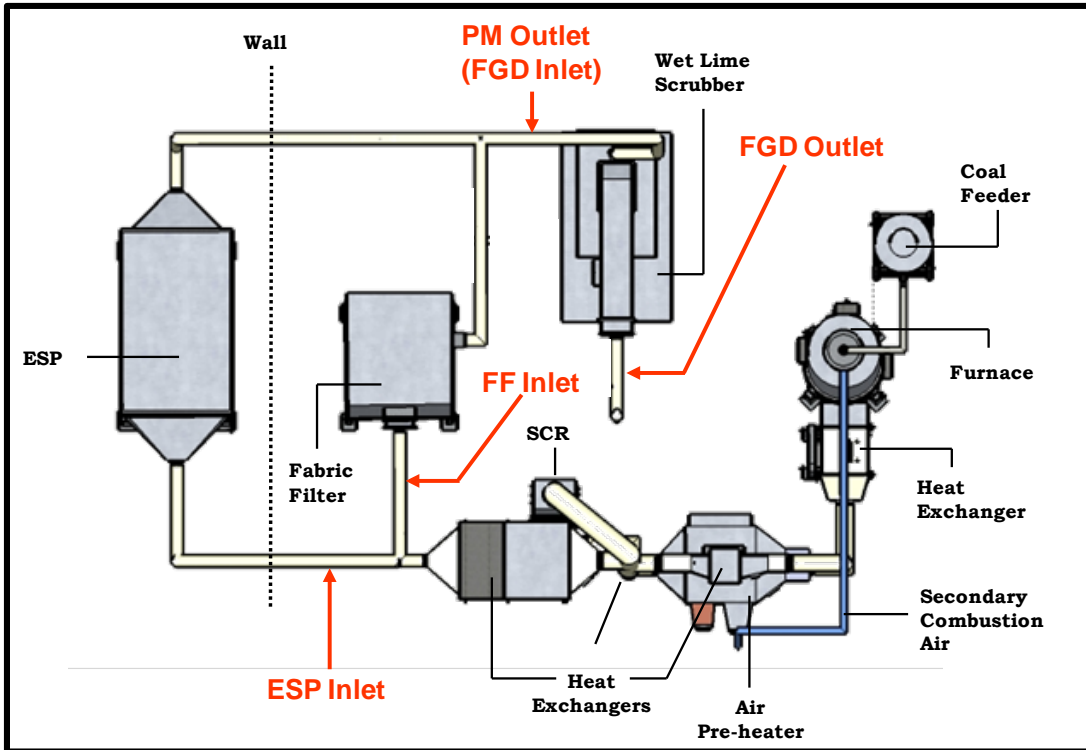 PM Outlet
(FGD Inlet)
Wall
Wet Lime
Scrubber
FGD Outlet
Coal
Feeder
ESP
FF Inlet
Furnace
SCR
Fabric
Filter
Heat
Exchanger
Secondary
Combustion
Air
ESP Inlet
Heat
Exchangers
Air
Pre-heater